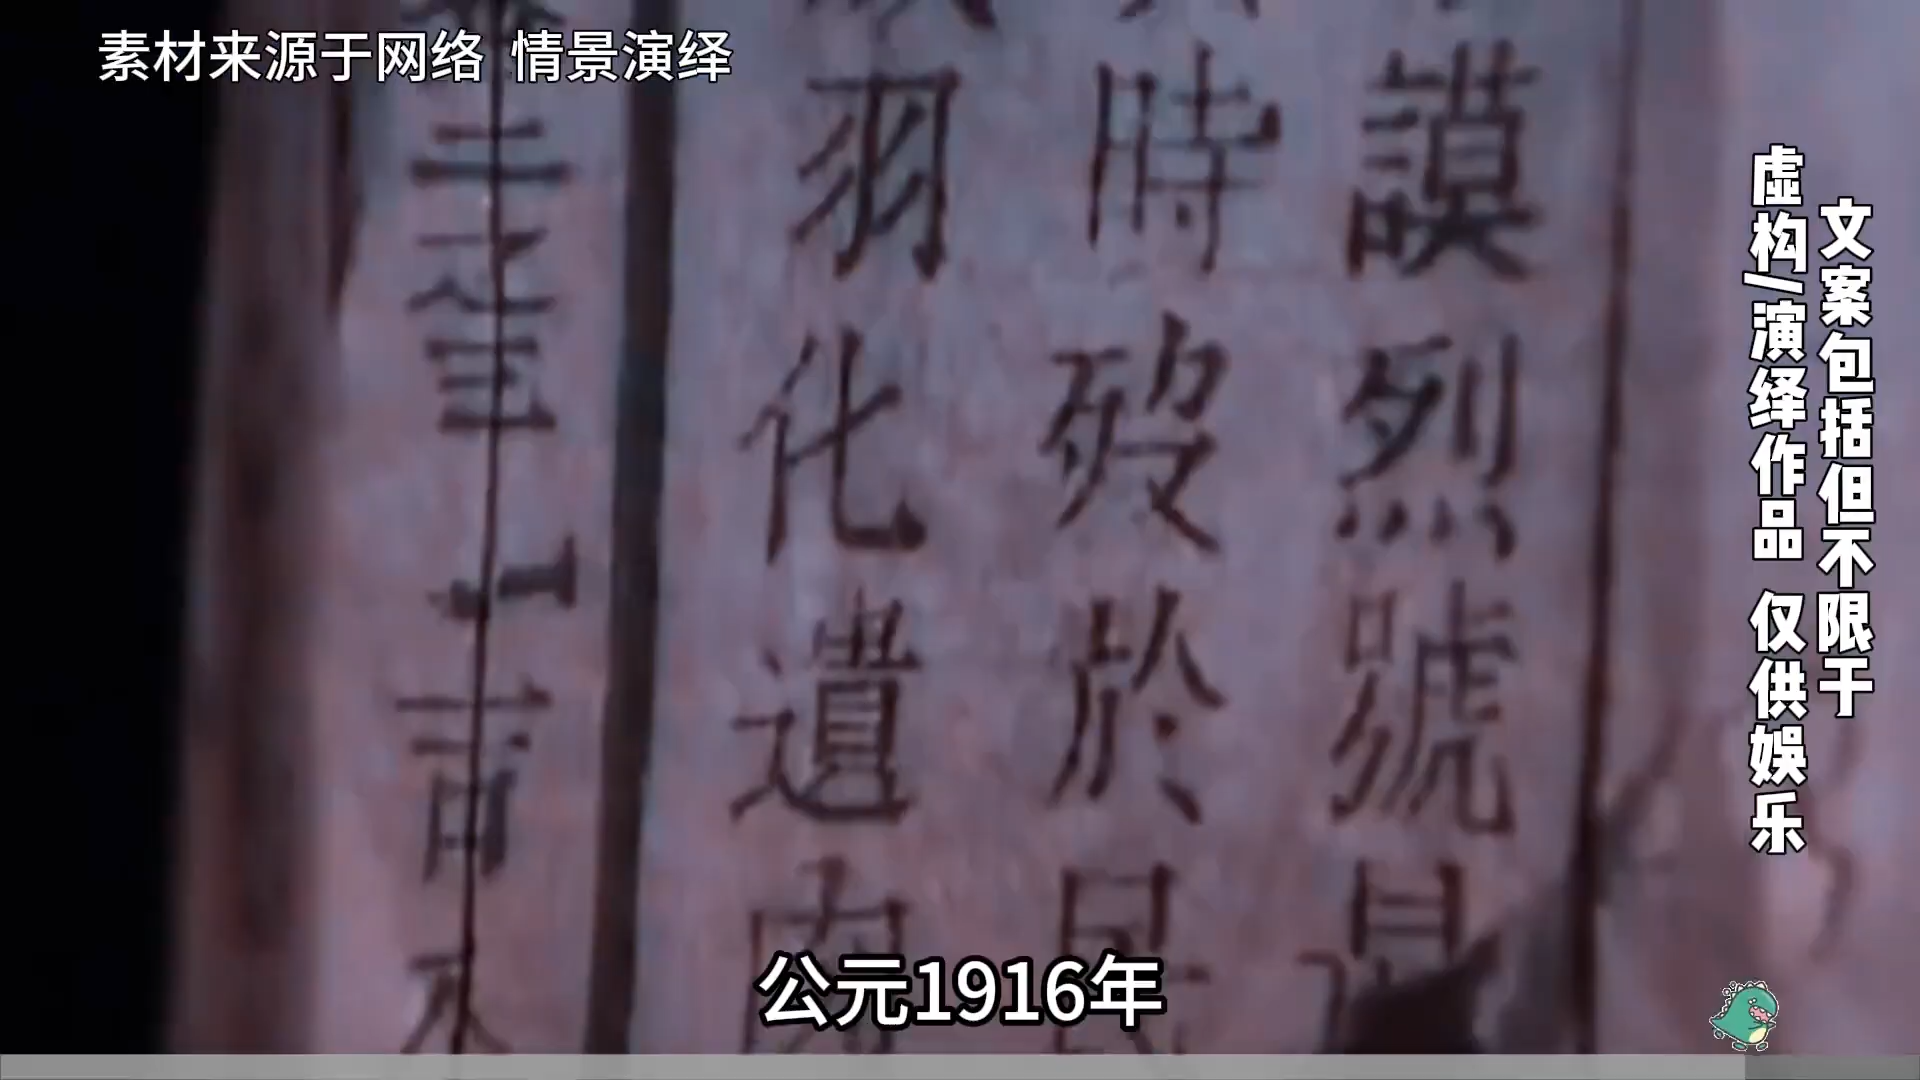 素材来源于网络 情景演绎
文案包括但不限于
虚构/演绎作品 仅供娱乐
謨烈號
時歿於民
羽化遺
公元1916年